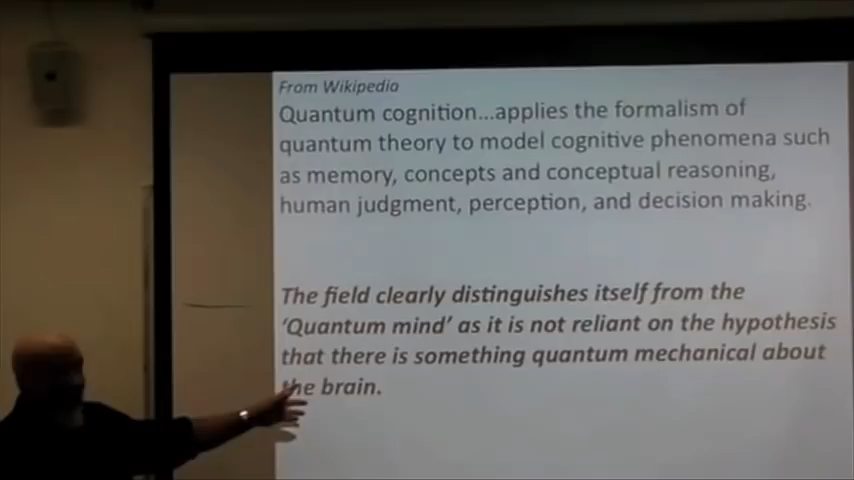 From Wikipedia
Quantum cognition...applies the formalism of
quantum theory to model cognitive phenomena such
as memory, concepts and conceptual reasoning,
human judgment, perception, and decision making.
The field clearly distinguishes itself from the
‘Quantum mind’ as it is not reliant on the hypothesis
that there is something quantum mechanical about
the brain.